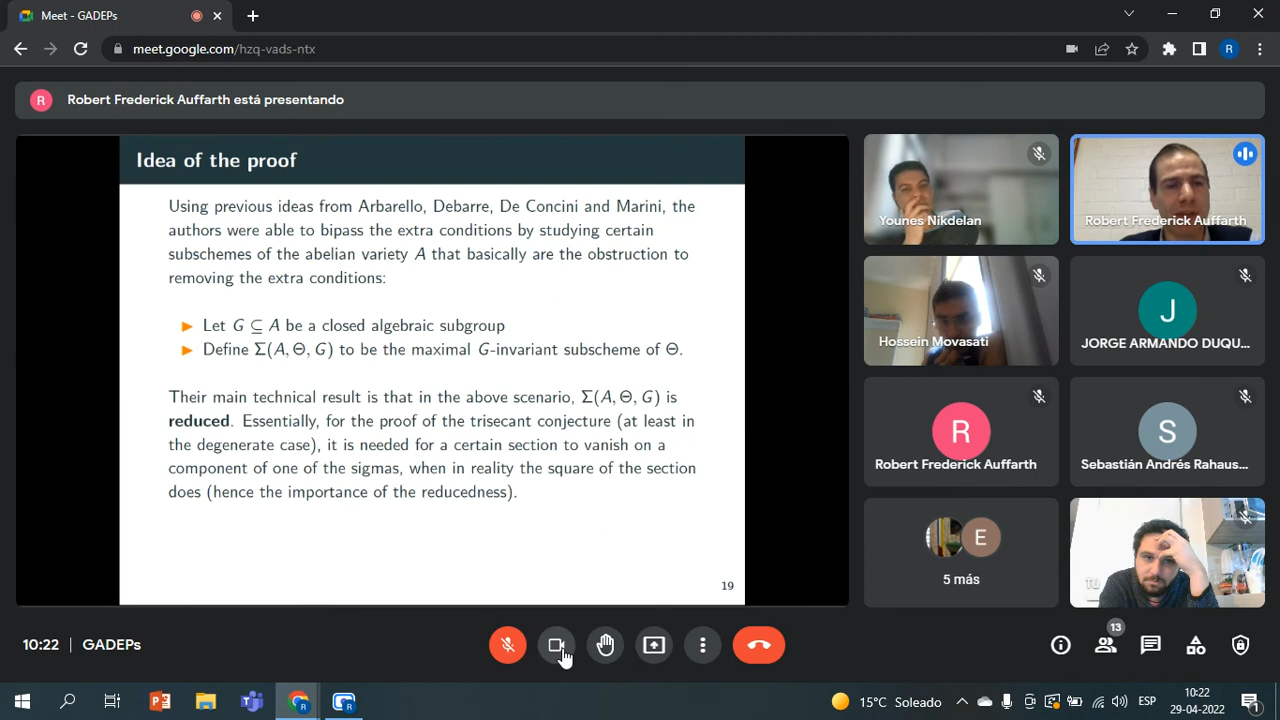 Meet - GADEPs
meet.google.com/hzq-vads-ntx
R
R
Robert Frederick Auffarth está presentando
Idea of the proof
Using previous ideas from Arbarello, Debarre, De Concini and Marini, the
authors were able to bipass the extra conditions by studying certain
subschemes of the abelian variety A that basically are the obstruction to
removing the extra conditions:
Let G ⊆ A be a closed algebraic subgroup
Define Σ(A, Θ, G) to be the maximal G-invariant subscheme of Θ.
Their main technical result is that in the above scenario, Σ(A, Θ, G) is
reduced. Essentially, for the proof of the trisecant conjecture (at least in
the degenerate case), it is needed for a certain section to vanish on a
component of one of the sigmas, when in reality the square of the section
does (hence the importance of the reducedness).
19
Younes Nikdelan
Robert Frederick Auffarth
Hossein Movasati
J
JORGE ARMANDO DUQU...
R
Robert Frederick Auffarth
S
Sebastián Andrés Rahaus...
E
5 más
TÚ
10:22 | GADEPs
13
15°C Soleado
ESP
10:22
29-04-2022
1